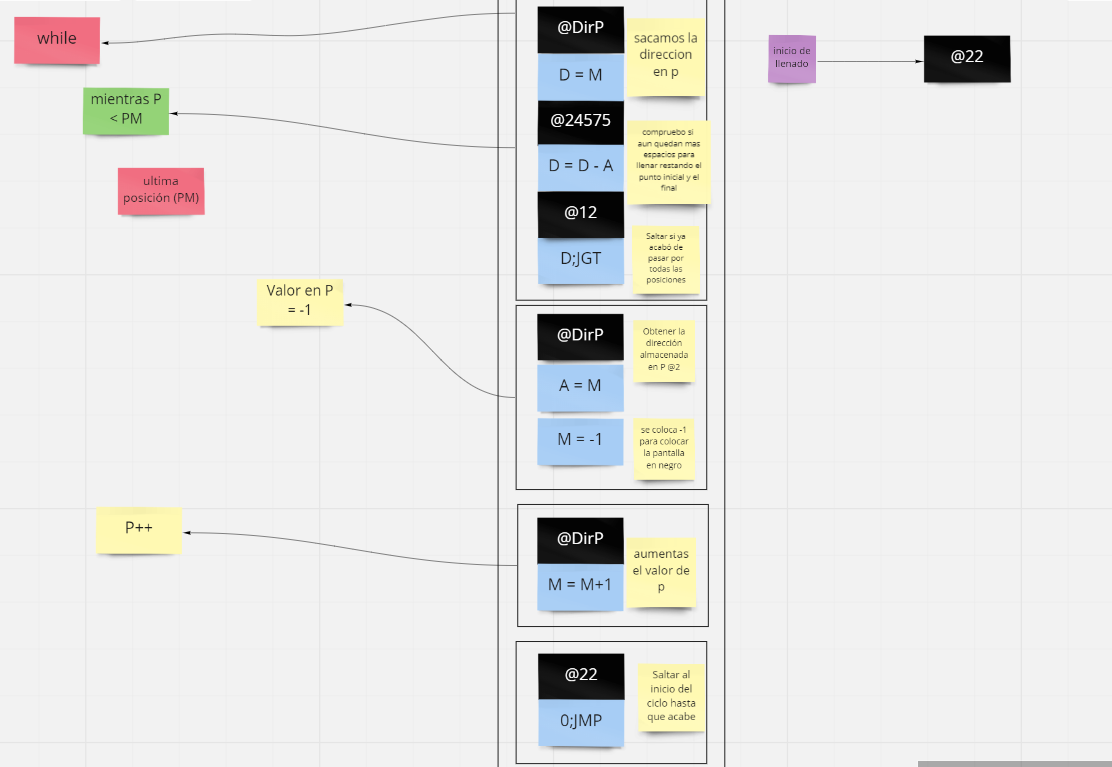 while
mientras P
< PM
ultima
posición (PM)
Valor en P
= -1
P++
@DirP
D = M
@24575
D = D - A
@12
D;JGT
sacamos la
direccion
en p
compruebo si
aun quedan mas
espacios para
llenar restando el
punto inicial y el
final
Saltar si ya
acabó de
pasar por
todas las
posiciones
@DirP
A = M
M = -1
Obtener la
dirección
almacenada
en P @2
se coloca -1
para colocar
la pantalla
en negro
@DirP
M = M+1
aumentas
el valor de
p
@22
0;JMP
Saltar al
inicio del
ciclo hasta
que acabe
inicio de
llenado
@22